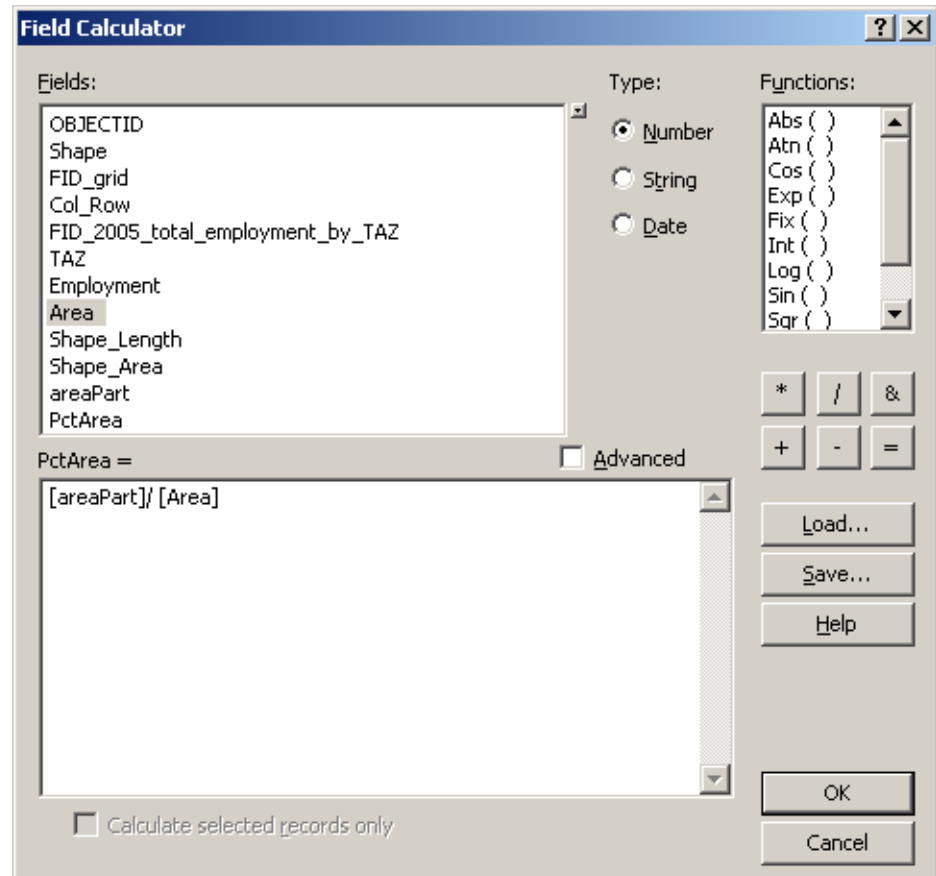 Field Calculator
Fields:
OBJECTID
Shape
FID_grid
Col_Row
FID_2005_total_employment_by_TAZ
TAZ
Employment
Area
Shape_Length
Shape_Area
areaPart
PctArea
Type:
Number
String
Date
Functions:
Abs ( )
Atn ( )
Cos ( )
Exp ( )
Fix ( )
Int ( )
Log ( )
Sin ( )
Sqr ( )
* / &
+ - =
PctArea =
Advanced
[areaPart]/ [Area]
Load...
Save...
Help
Calculate selected records only
OK
Cancel